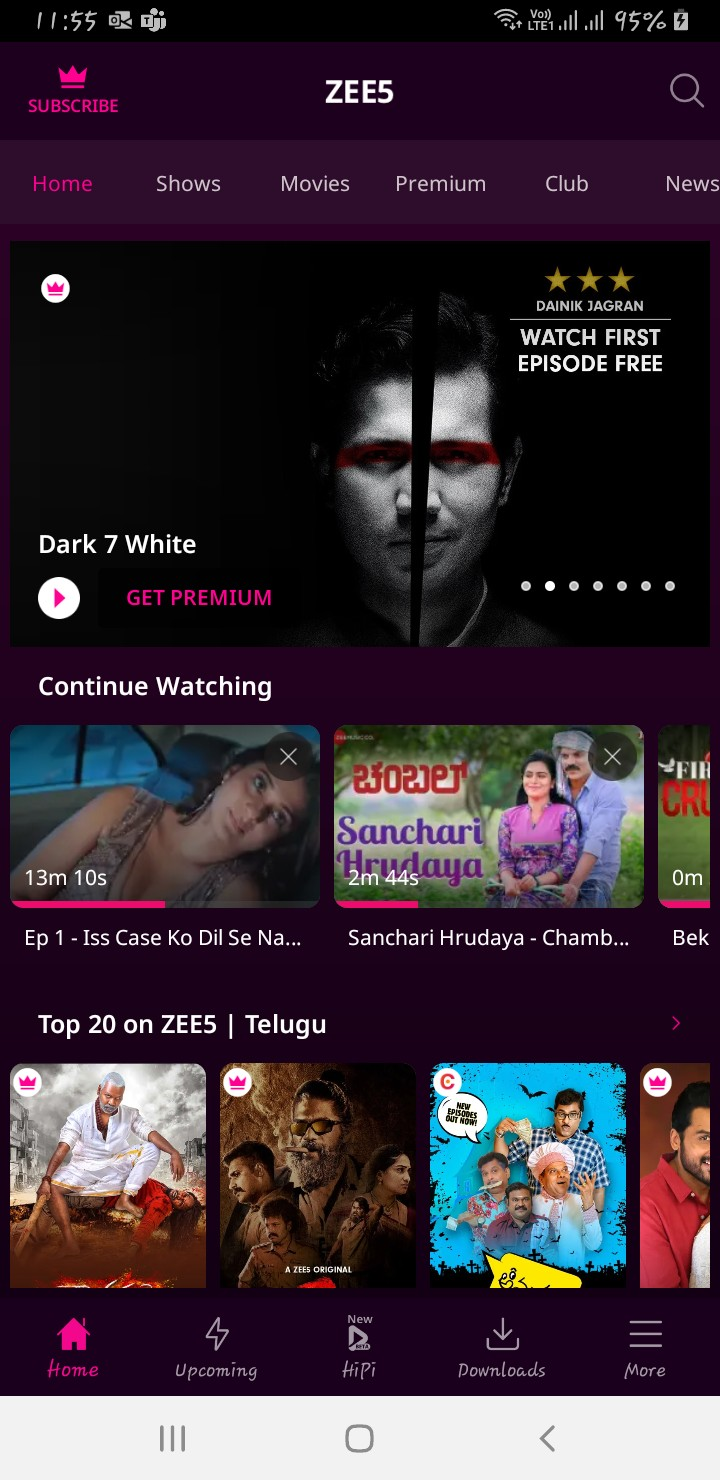 11:55
Vo))
LTE1
95%
SUBSCRIBE
ZEE5
Home
Shows
Movies
Premium
Club
News
DAINIK JAGRAN
WATCH FIRST
EPISODE FREE
Dark 7 White
GET PREMIUM
Continue Watching
ಚಂಬಲ್
Sanchari
Hrudaya
13m 10s
2m 44s
0m
Ep 1 - Iss Case Ko Dil Se Na...
Sanchari Hrudaya - Chamb...
Bek
Top 20 on ZEE5 | Telugu
NEW
EPISODES
OUT NOW!
A ZEE5 ORIGINAL
New
BETA
Home
Upcoming
HiPi
Downloads
More